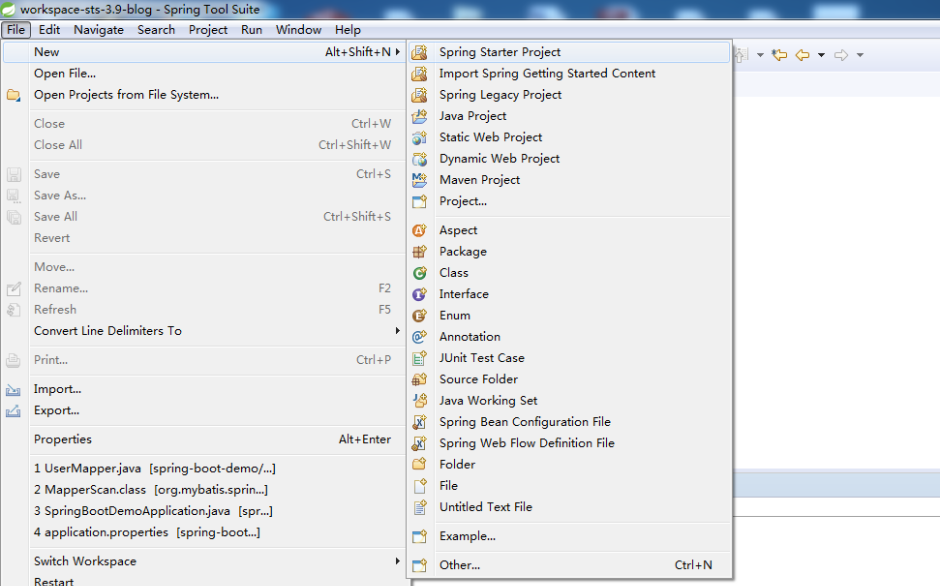 workspace-sts-3.9-blog - Spring Tool Suite
File Edit Navigate Search Project Run Window Help
New Alt+Shift+N
Open File...
Open Projects from File System...
Close Ctrl+W
Close All Ctrl+Shift+W
Save Ctrl+S
Save As...
Save All Ctrl+Shift+S
Revert
Move...
Rename... F2
Refresh F5
Convert Line Delimiters To
Print... Ctrl+P
Import...
Export...
Properties Alt+Enter
1 UserMapper.java [spring-boot-demo/...]
2 MapperScan.class [org.mybatis.sprin...]
3 SpringBootDemoApplication.java [spr...]
4 application.properties [spring-boot...]
Switch Workspace
Restart
Spring Starter Project
Import Spring Getting Started Content
Spring Legacy Project
Java Project
Static Web Project
Dynamic Web Project
Maven Project
Project...
Aspect
Package
Class
Interface
Enum
Annotation
JUnit Test Case
Source Folder
Java Working Set
Spring Bean Configuration File
Spring Web Flow Definition File
Folder
File
Untitled Text File
Example...
Other... Ctrl+N